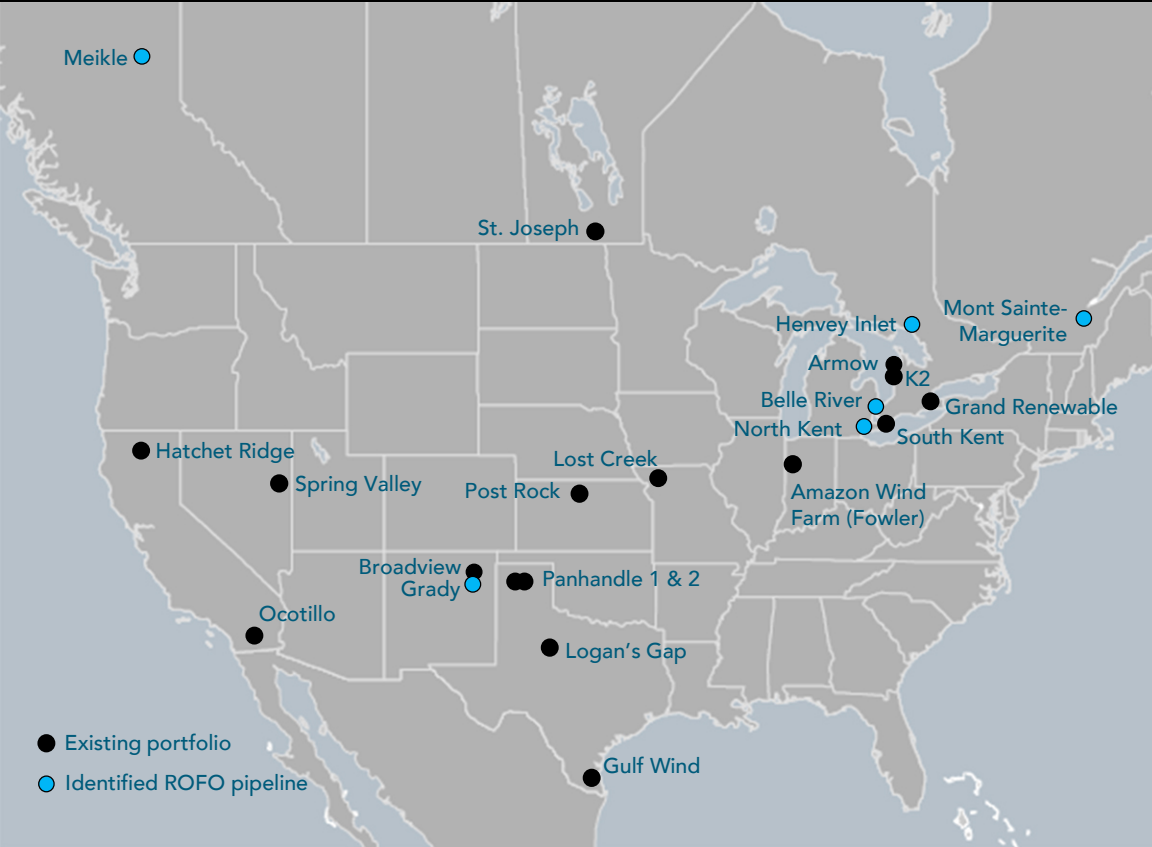 Meikle
St. Joseph
Mont Sainte-
Marguerite
Henvey Inlet
Armow
K2
Belle River
Grand Renewable
North Kent
South Kent
Hatchet Ridge
Spring Valley
Lost Creek
Post Rock
Amazon Wind
Farm (Fowler)
Broadview
Grady
Panhandle 1 & 2
Ocotillo
Logan’s Gap
Existing portfolio
Gulf Wind
Identified ROFO pipeline